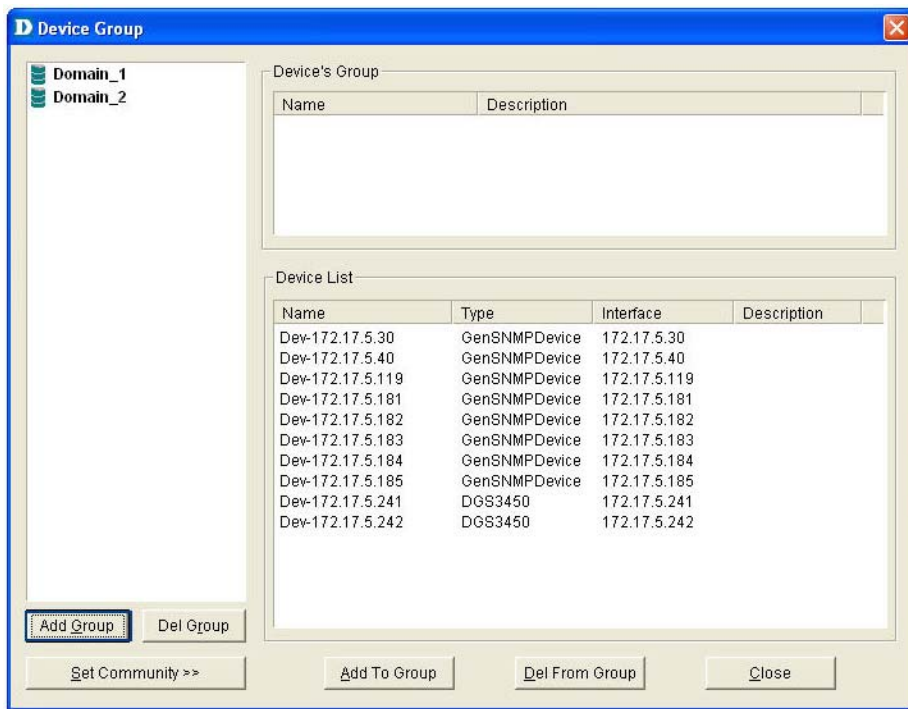 D Device Group
Domain_1
Domain_2
Device's Group
Name Description
Device List
Name Type Interface Description
Dev-172.17.5.30 GenSNMPDevice 172.17.5.30
Dev-172.17.5.40 GenSNMPDevice 172.17.5.40
Dev-172.17.5.119 GenSNMPDevice 172.17.5.119
Dev-172.17.5.181 GenSNMPDevice 172.17.5.181
Dev-172.17.5.182 GenSNMPDevice 172.17.5.182
Dev-172.17.5.183 GenSNMPDevice 172.17.5.183
Dev-172.17.5.184 GenSNMPDevice 172.17.5.184
Dev-172.17.5.185 GenSNMPDevice 172.17.5.185
Dev-172.17.5.241 DGS3450 172.17.5.241
Dev-172.17.5.242 DGS3450 172.17.5.242
Add Group Del Group
Set Community >> Add To Group Del From Group Close